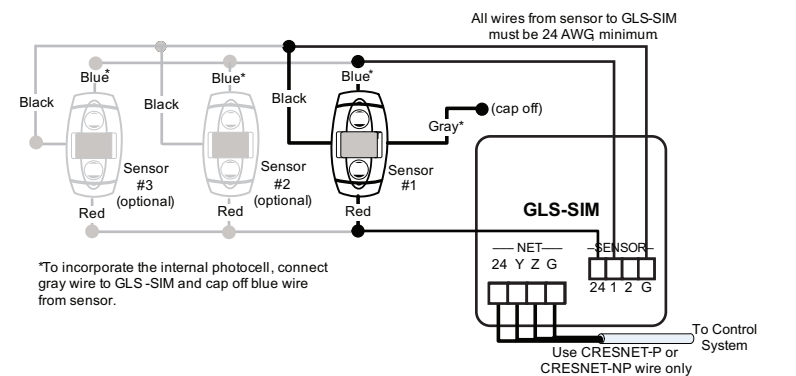 All wires from sensor to GLS-SIM
must be 24 AWG minimum
Blue*
Blue*
Blue*
Black
Black
Black
(cap off)
Gray*
Sensor
#3
(optional)
Sensor
#2
(optional)
Sensor
#1
Red
Red
Red
GLS-SIM
NET
SENSOR
24 Y Z G
24 1 2 G
*To incorporate the internal photocell, connect
gray wire to GLS -SIM and cap off blue wire
from sensor.
To Control
System
Use CRESNET-P or
CRESNET-NP wire only